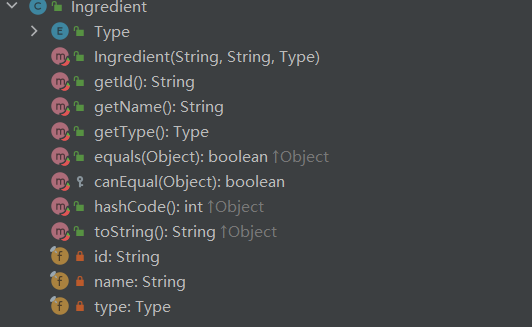 Ingredient
Type
Ingredient(String, String, Type)
getId(): String
getName(): String
getType(): Type
equals(Object): boolean ↑Object
canEqual(Object): boolean
hashCode(): int ↑Object
toString(): String ↑Object
id: String
name: String
type: Type